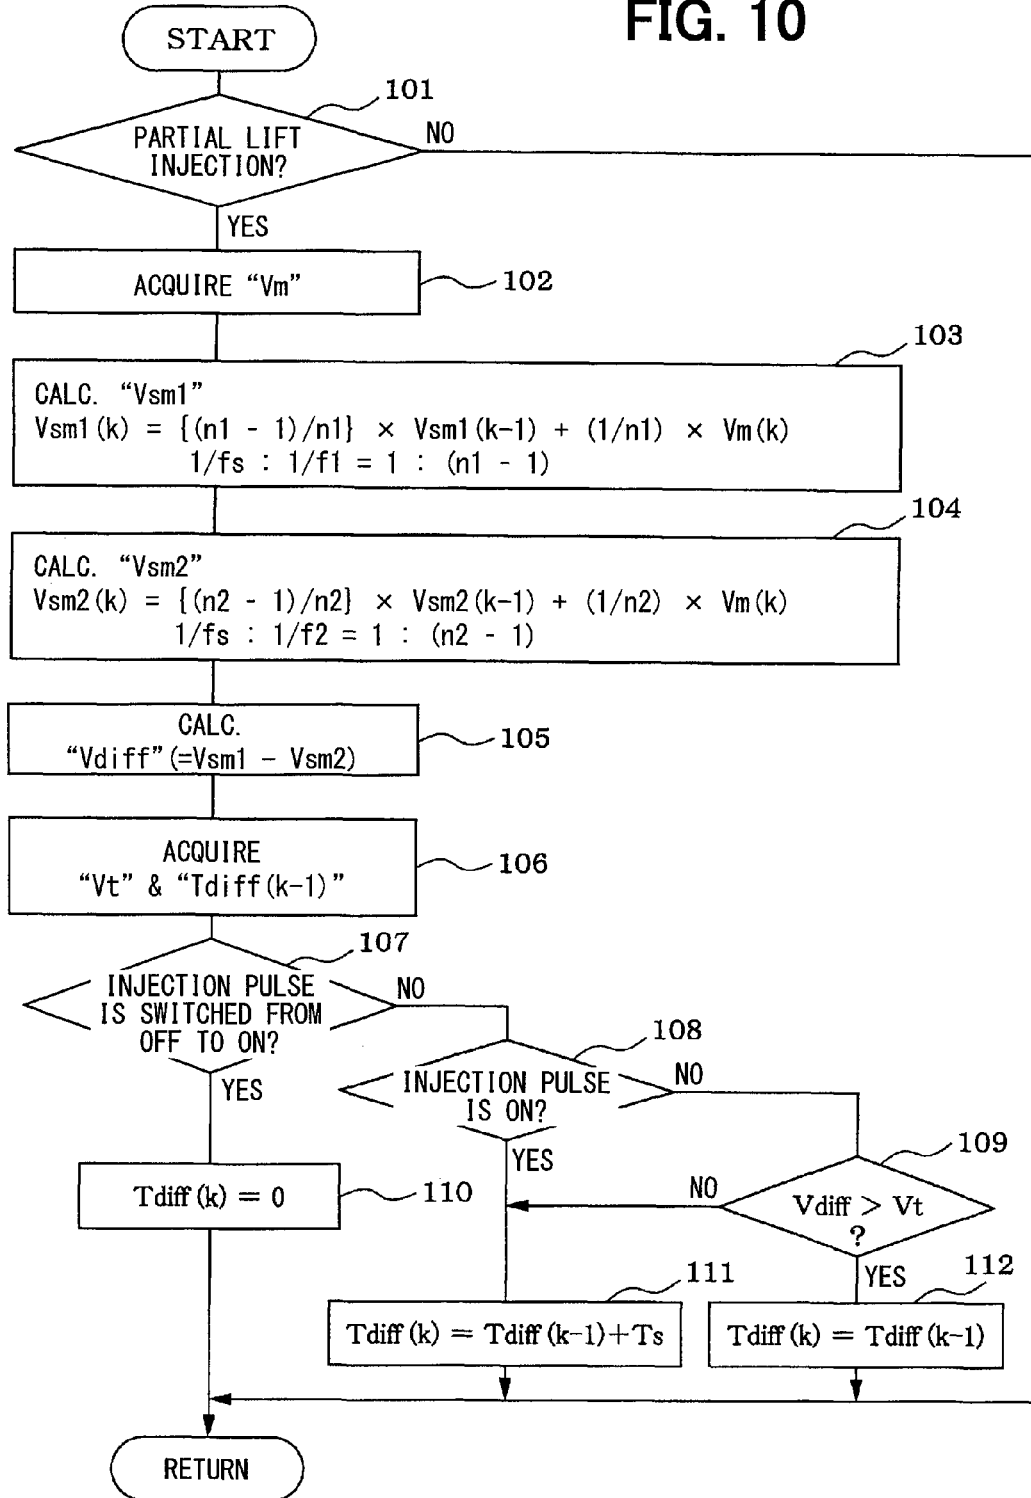 FIG. 10
START
101
PARTIAL LIFT
INJECTION?
NO
YES
ACQUIRE “Vm”
102
103
CALC. “Vsm1”
Vsm1(k) = {(n1 - 1)/n1} × Vsm1(k-1) + (1/n1) × Vm(k)
1/fs : 1/f1 = 1 : (n1 - 1)
104
CALC. “Vsm2”
Vsm2(k) = {(n2 - 1)/n2} × Vsm2(k-1) + (1/n2) × Vm(k)
1/fs : 1/f2 = 1 : (n2 - 1)
CALC.
“Vdiff”(=Vsm1 - Vsm2)
105
ACQUIRE
“Vt” & “Tdiff(k-1)”
106
107
INJECTION PULSE
IS SWITCHED FROM
OFF TO ON?
NO
YES
108
INJECTION PULSE
IS ON?
NO
YES
109
Vdiff > Vt
?
NO
YES
Tdiff(k) = 0
110
111
Tdiff(k) = Tdiff(k-1)+Ts
112
Tdiff(k) = Tdiff(k-1)
RETURN